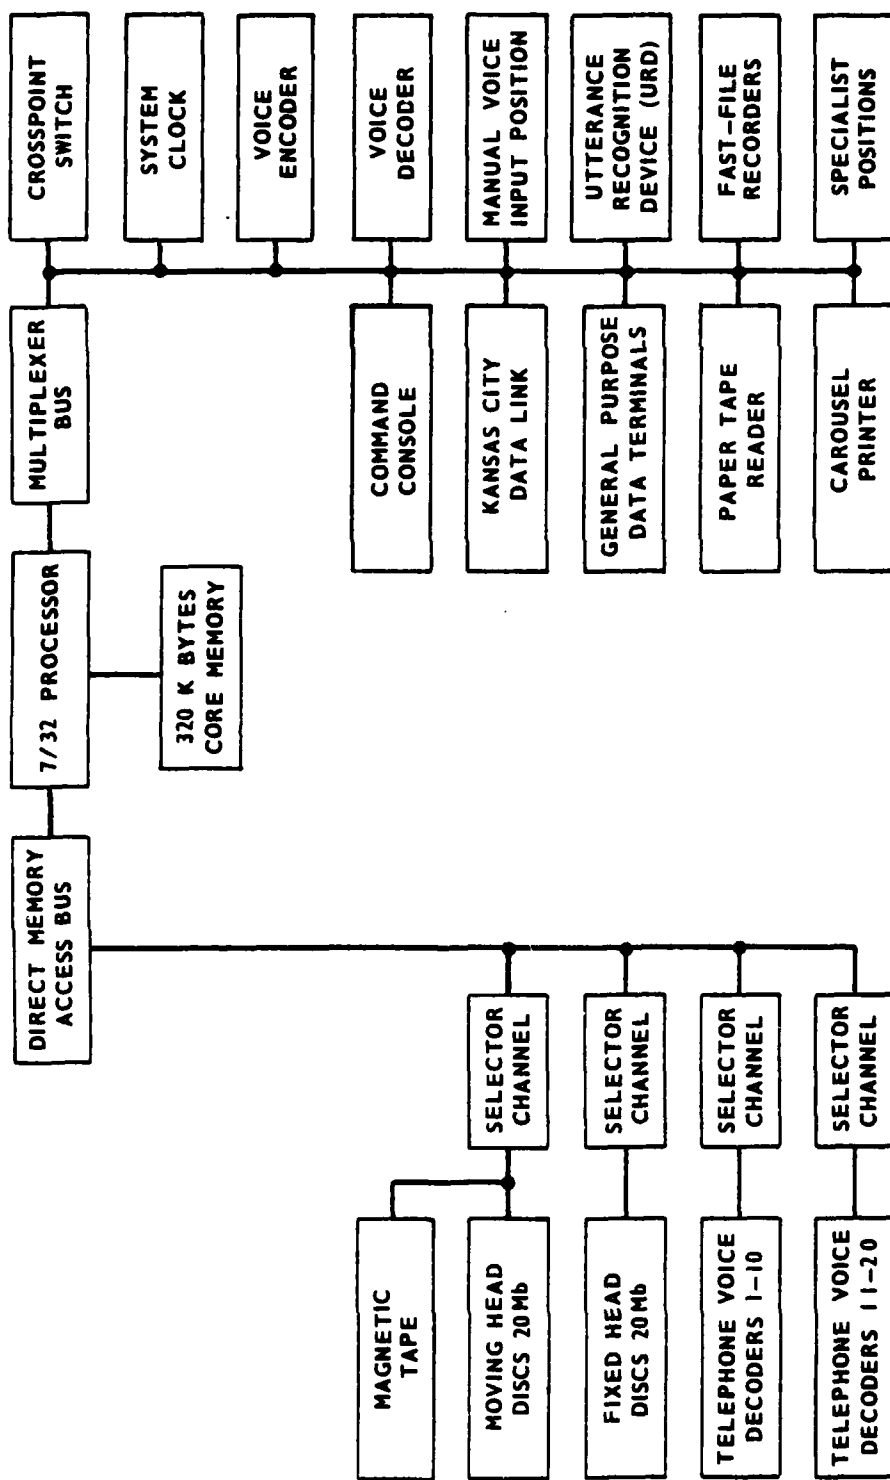 DIRECT MEMORY
ACCESS BUS
7/32 PROCESSOR
MULTIPLEXER
BUS
CROSSPOINT
SWITCH
320 K BYTES
CORE MEMORY
SYSTEM
CLOCK
VOICE
ENCODER
MAGNETIC
TAPE
COMMAND
CONSOLE
VOICE
DECODER
MOVING HEAD
DISCS 20Mb
SELECTOR
CHANNEL
KANSAS CITY
DATA LINK
MANUAL VOICE
INPUT POSITION
FIXED HEAD
DISCS 20Mb
SELECTOR
CHANNEL
GENERAL PURPOSE
DATA TERMINALS
UTTERANCE
RECOGNITION
DEVICE (URD)
TELEPHONE VOICE
DECODERS 1-10
SELECTOR
CHANNEL
PAPER TAPE
READER
FAST-FILE
RECORDERS
TELEPHONE VOICE
DECODERS 11-20
SELECTOR
CHANNEL
CAROUSEL
PRINTER
SPECIALIST
POSITIONS